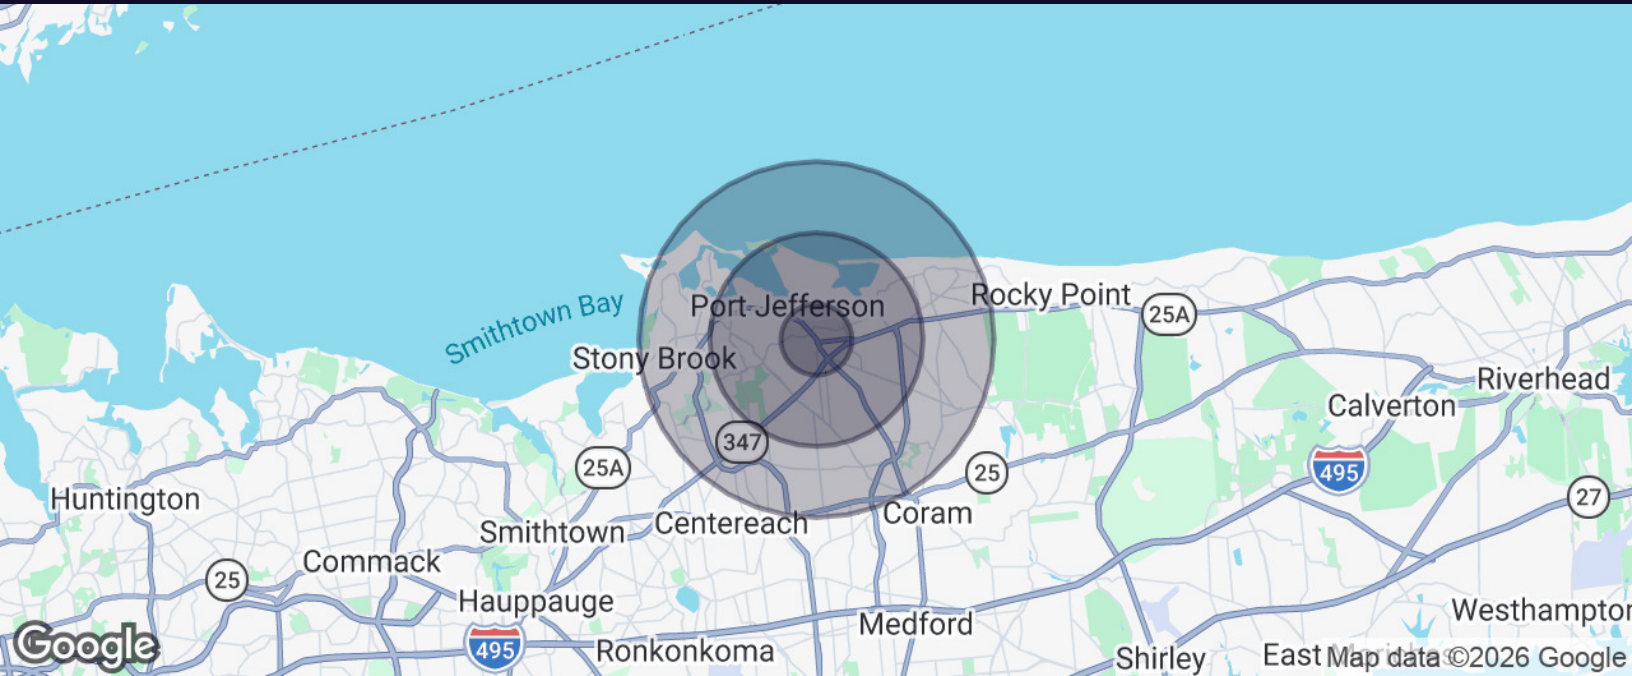 Port Jefferson
Rocky Point
25A
Smithtown Bay
Stony Brook
Riverhead
Calverton
347
25A
25
495
27
Huntington
Coram
Centereach
Smithtown
Commack
25
Hauppauge
Westhampton
Medford
Google
495
Ronkonkoma
Shirley
East
Map data ©2026 Google